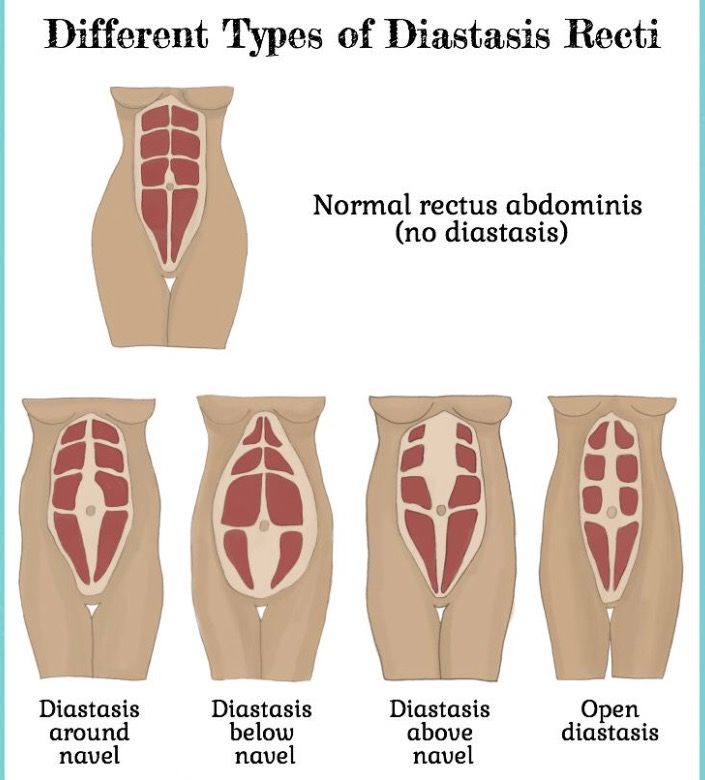 Different Types of Diastasis Recti
Normal rectus abdominis
(no diastasis)
Diastasis
around
navel
Diastasis
below
navel
Diastasis
above
navel
Open
diastasis